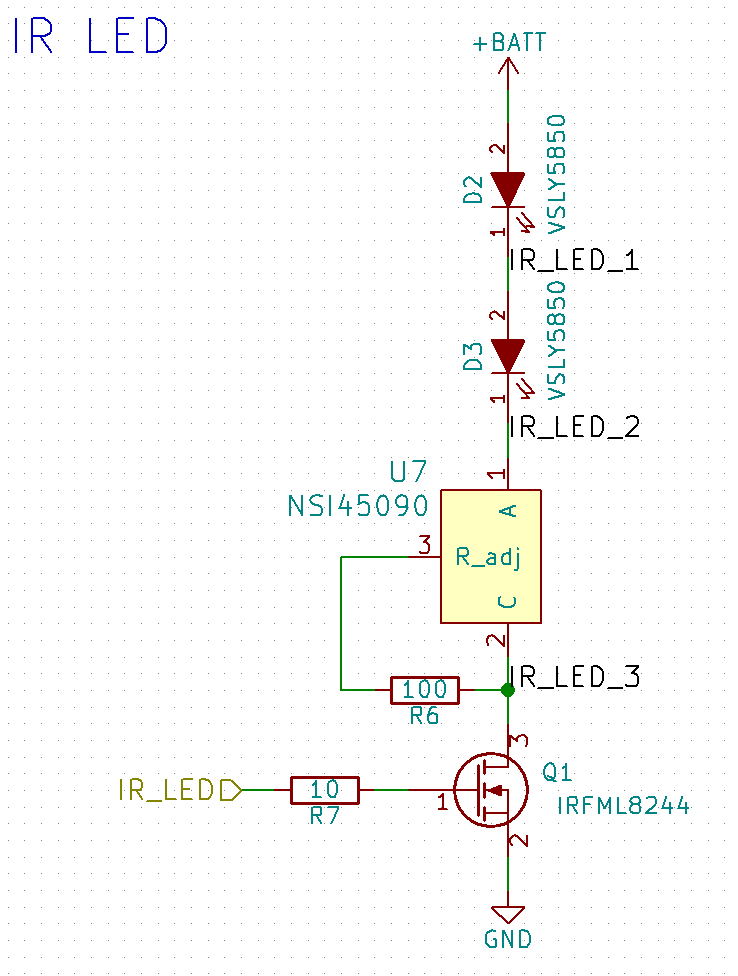 IR LED
+BATT
2
D2
VSLY5850
1
IR_LED_1
2
D3
VSLY5850
1
IR_LED_2
U7
NSI45090
1
A
3
R_adj
C
2
IR_LED_3
100
R6
3
IR_LED
10
R7
1
Q1
IRFML8244
2
GND